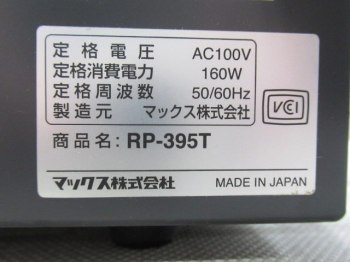 定格電圧 AC100V
定格消費電力 160W
定格周波数 50/60Hz
製造元 マックス株式会社
VCI
商品名：RP-395T
マックス株式会社
MADE IN JAPAN